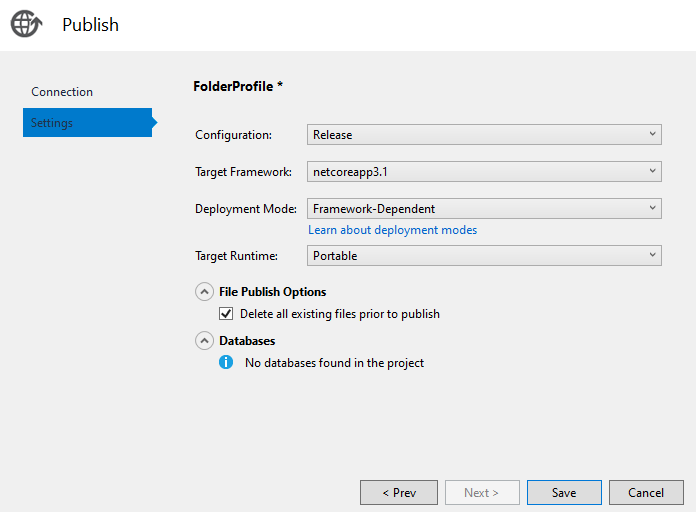 Publish
Connection
Settings
FolderProfile *
Configuration: Release
Target Framework: netcoreapp3.1
Deployment Mode: Framework-Dependent
Learn about deployment modes
Target Runtime: Portable
File Publish Options
Delete all existing files prior to publish
Databases
No databases found in the project
< Prev Next > Save Cancel